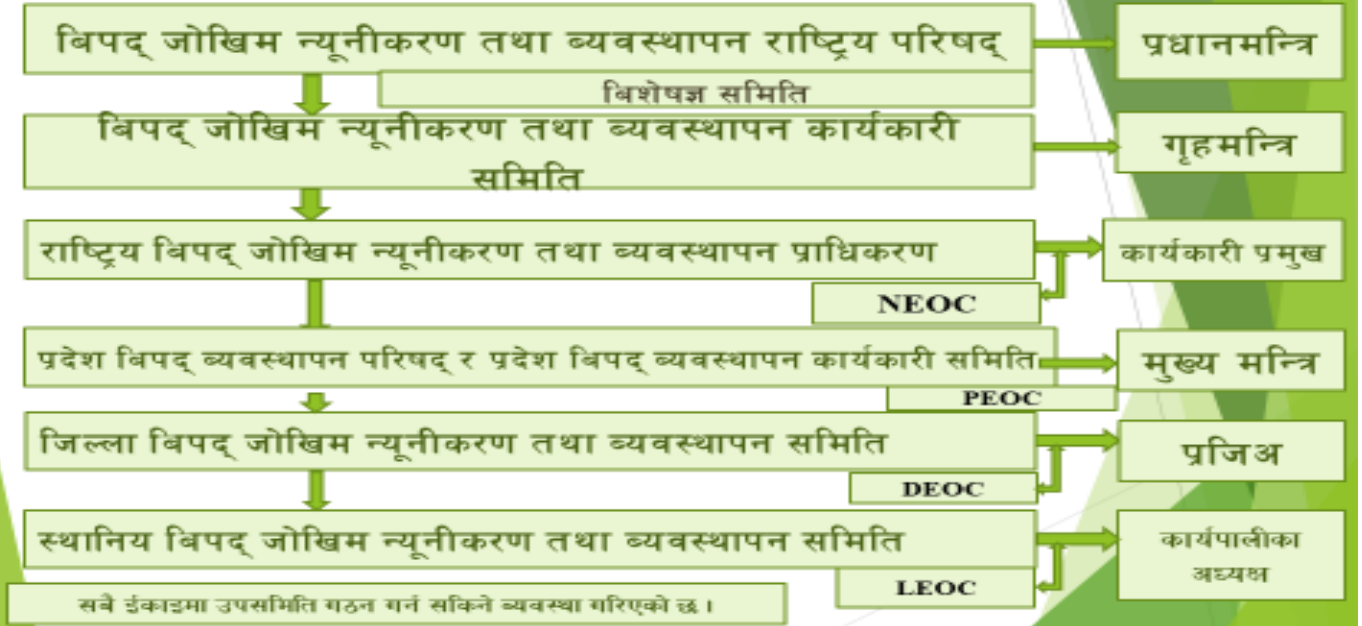 बिपद् जोखिम न्यूनीकरण तथा ब्यवस्थापन राष्ट्रिय परिषद्
प्रधानमन्त्रि
बिशेषज्ञ समिति
बिपद् जोखिम न्यूनीकरण तथा ब्यवस्थापन कार्यकारी
समिति
गृहमन्त्रि
राष्ट्रिय बिपद् जोखिम न्यूनीकरण तथा ब्यवस्थापन प्राधिकरण
कार्यकारी प्रमुख
NEOC
प्रदेश बिपद् ब्यवस्थापन परिषद् र प्रदेश बिपद् ब्यवस्थापन कार्यकारी समिति
मुख्य मन्त्रि
PEOC
जिल्ला बिपद् जोखिम न्यूनीकरण तथा ब्यवस्थापन समिति
प्रजिअ
DEOC
स्थानिय बिपद् जोखिम न्यूनीकरण तथा ब्यवस्थापन समिति
कार्यपालीका
अध्यक्ष
LEOC
सबै ईकाइमा उपसमिति गठन गर्न सकिने ब्यवस्था गरिएको छ ।